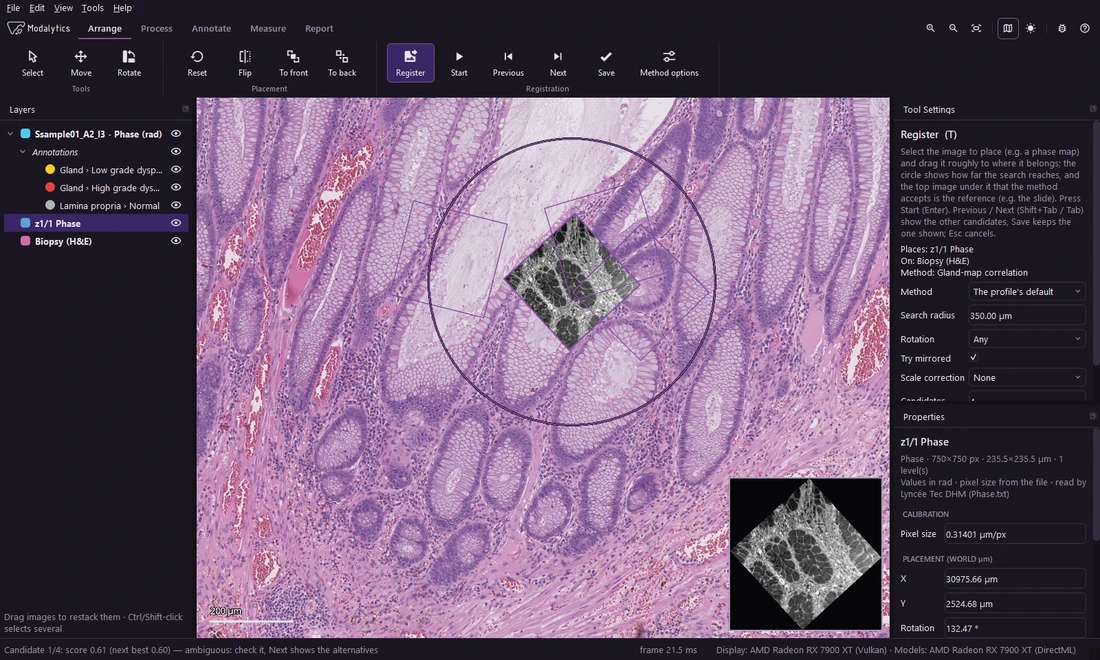 File Edit View Tools Help
Modalytics Arrange Process Annotate Measure Report
Select Move Rotate Reset Flip To front To back Register Start Previous Next Save Method options
Tools Placement Registration
Layers
Ssample01_A2_I3 - Phase (rad)
Annotations
Gland › Low grade dysp...
Gland › High grade dys...
Lamina propria › Normal
z1/1 Phase
Biopsy (H&E)
Drag images to restack them · Ctrl/Shift-click
selects several
200 µm
Tool Settings
Register (T)
Select the image to place (e.g. a phase map)
and drag it roughly to where it belongs; the
circle shows how far the search reaches, and
the top image under it that the method
accepts is the reference (e.g. the slide). Press
Start (Enter). Previous / Next (Shift+Tab / Tab)
show the other candidates, Save keeps the
one shown; Esc cancels.
Places: z1/1 Phase
On: Biopsy (H&E)
Method: Gland-map correlation
Method The profile's default
Search radius 350.00 µm
Rotation Any
Try mirrored
Scale correction None
Properties
z1/1 Phase
Phase · 750×750 px · 235.5×235.5 µm · 1
level(s)
Values in rad · pixel size from the file · read by
Lyncée Tec DHM (Phase.txt)
CALIBRATION
Pixel size 0.31401 µm/px
PLACEMENT (WORLD µm)
X 30975.66 µm
Y 2524.68 µm
Rotation 132.47 °
Candidate 1/4: score 0.61 (next best 0.60) — ambiguous: check it, Next shows the alternatives
frame 21.5 ms Display: AMD Radeon RX 7900 XT (Vulkan) · Models: AMD Radeon RX 7900 XT (DirectML)